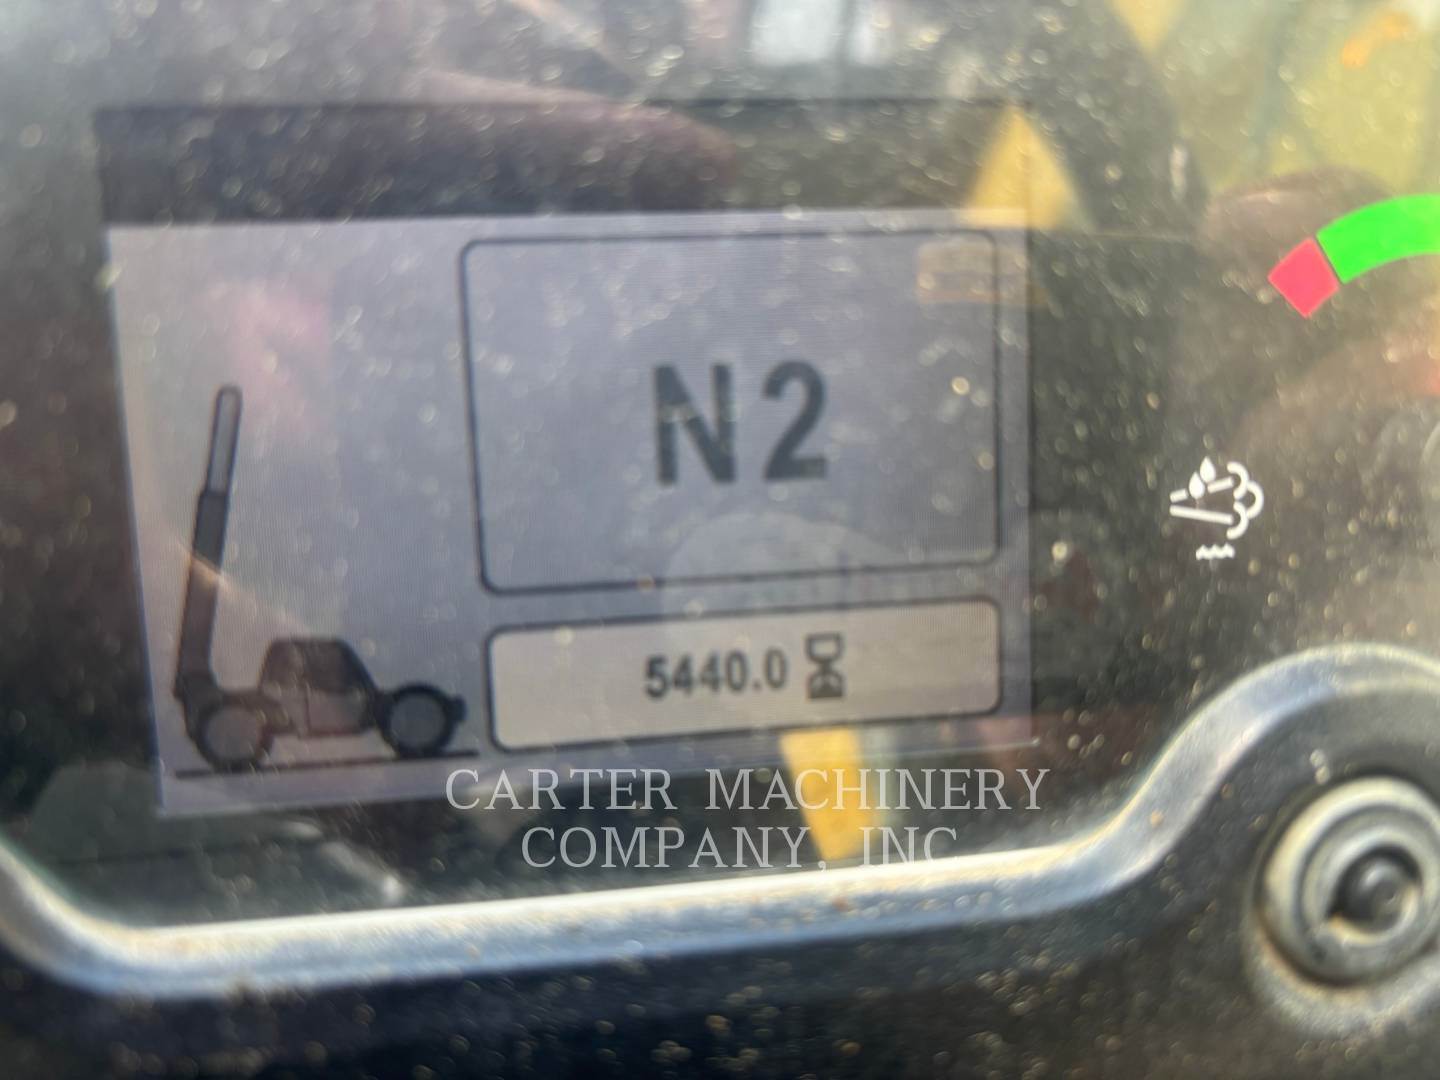 N2
5440.0
CARTER MACHINERY
COMPANY, INC